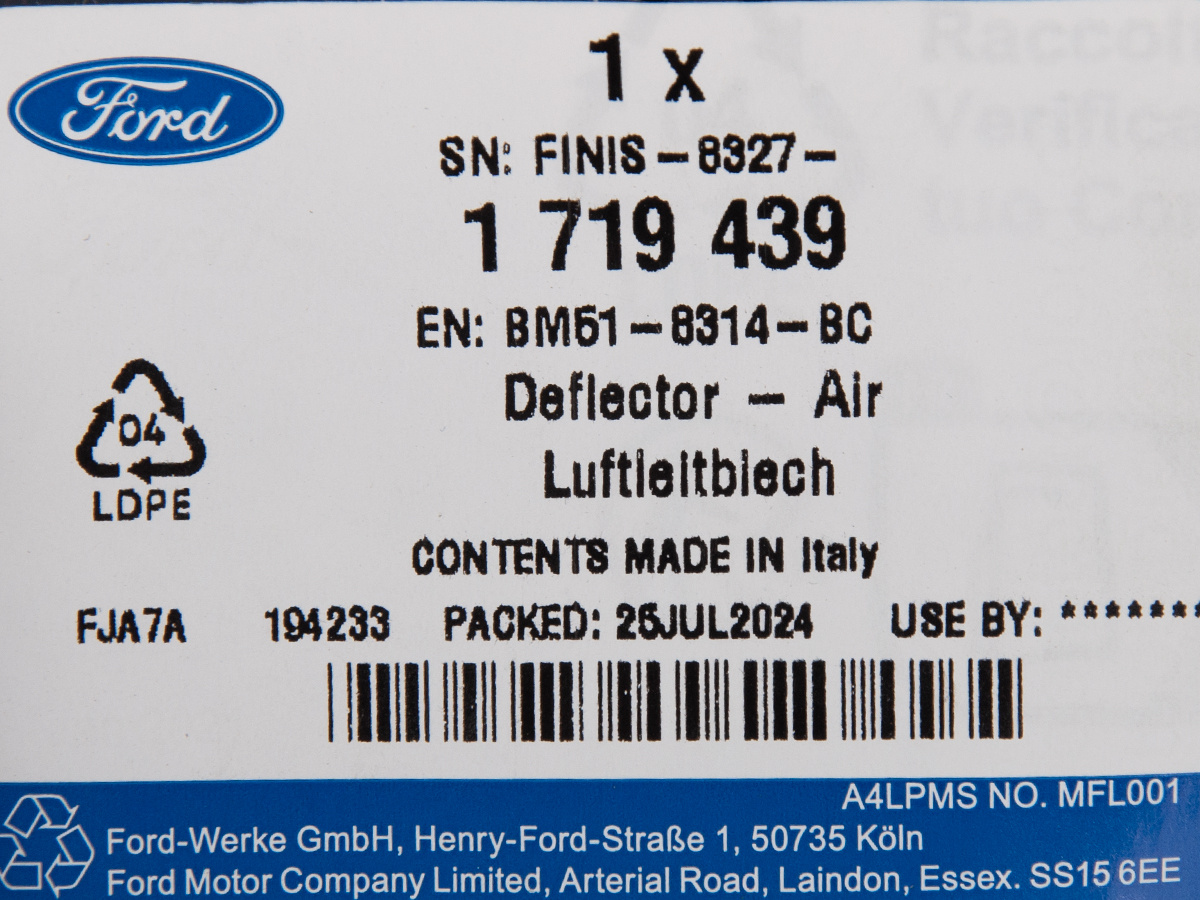 Ford
1 x
SN: FINIS-8327-
1 719 439
EN: BM51-8314-BC
Deflector - Air
Luftleitblech
04
LDPE
CONTENTS MADE IN Italy
FJA7A 194233 PACKED: 25JUL2024 USE BY: *******
A4LPMS NO. MFL001
Ford-Werke GmbH, Henry-Ford-Straße 1, 50735 Köln
Ford Motor Company Limited, Arterial Road, Laindon, Essex. SS15 6EE